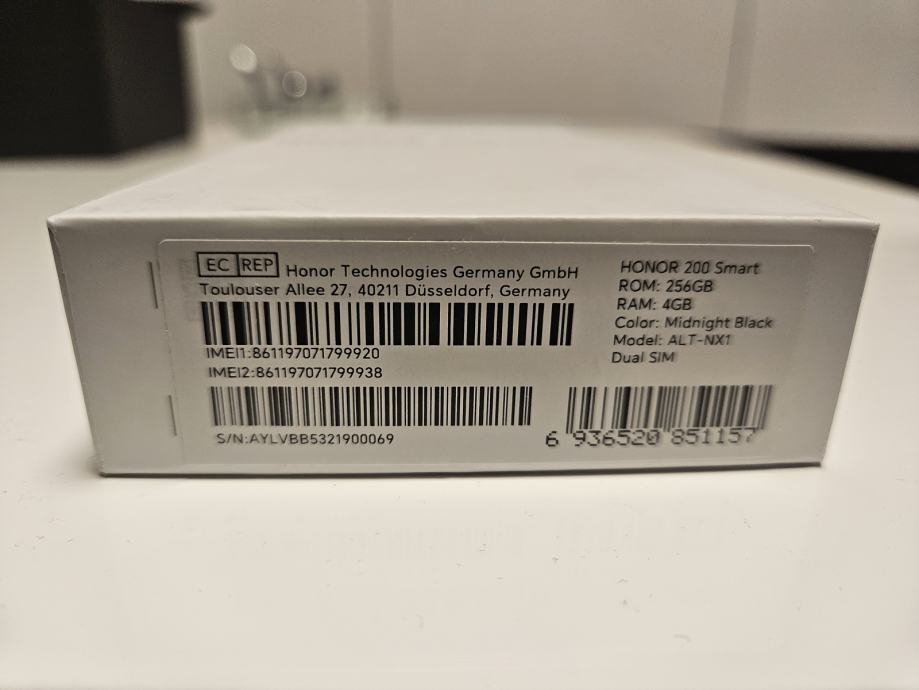 EC REP Honor Technologies Germany GmbH
Toulouser Allee 27, 40211 Düsseldorf, Germany
IMEI1:861197071799920
IMEI2:861197071799938
S/N:AYLVBB5321900069
HONOR 200 Smart
ROM: 256GB
RAM: 4GB
Color: Midnight Black
Model: ALT-NX1
Dual SIM
6 936520 851157